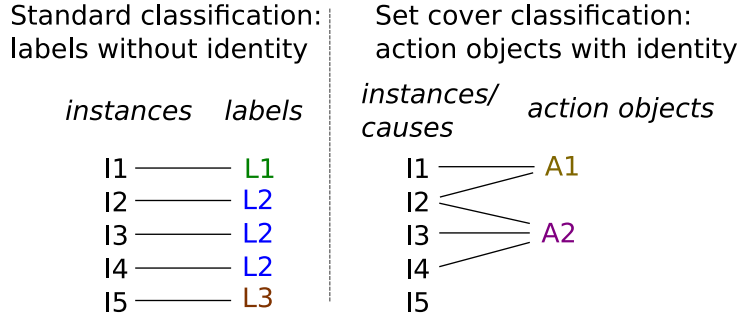 Standard classification:
labels without identity
instances labels
I1 L1
I2 L2
I3 L2
I4 L2
I5 L3
Set cover classification:
action objects with identity
instances/
causes
action objects
I1 A1
I2
I3 A2
I4
I5